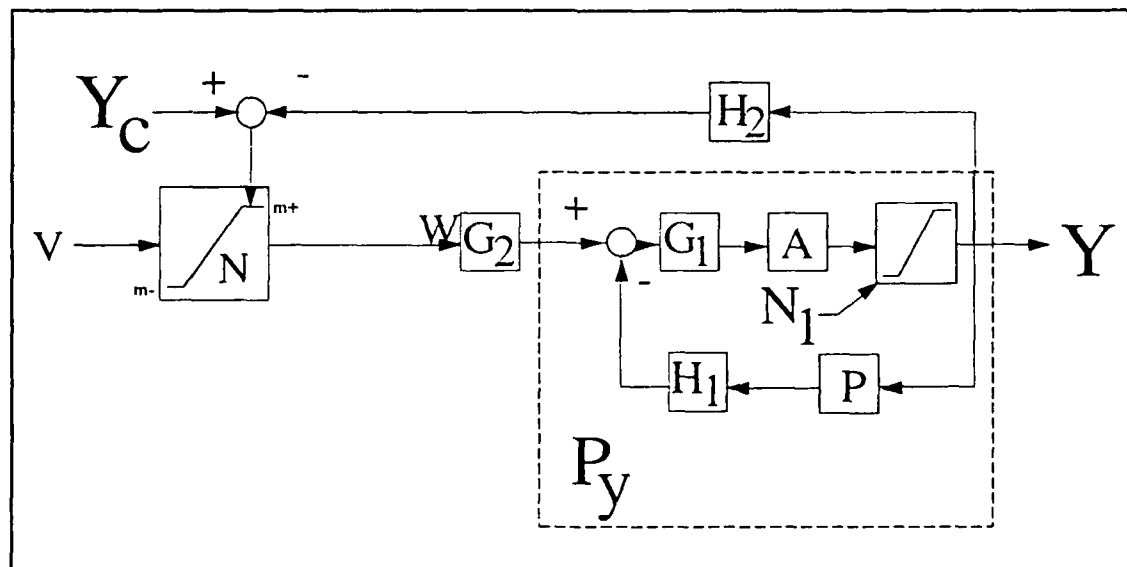 + -
Y_c
H_2
m+
V
N
m-
W
G_2
+
-
G_1
A
N_1
Y
H_1
P
P_y